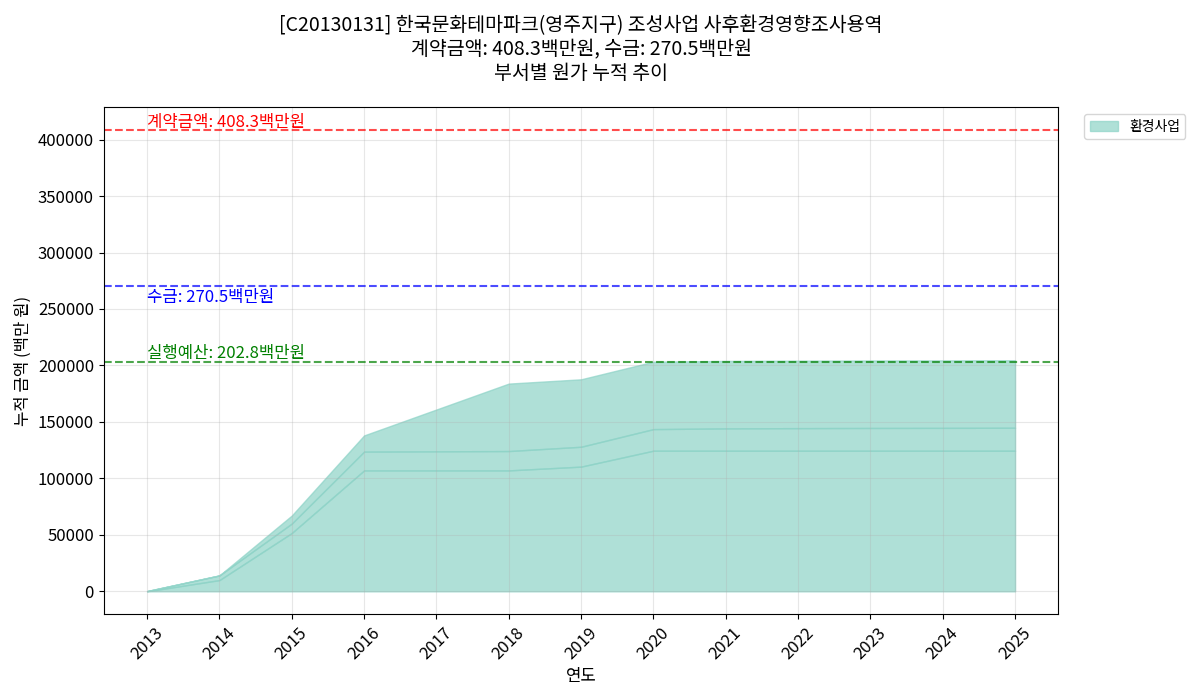 [C20130131] 한국문화테마파크(영주지구) 조성사업 사후환경영향조사용역
계약금액: 408.3백만원, 수금: 270.5백만원
부서별 원가 누적 추이
환경사업
계약금액: 408.3백만원
수금: 270.5백만원
실행예산: 202.8백만원
누적 금액 (백만 원)
400000
350000
300000
250000
200000
150000
100000
50000
0
2013
2014
2015
2016
2017
2018
2019
2020
2021
2022
2023
2024
2025
연도